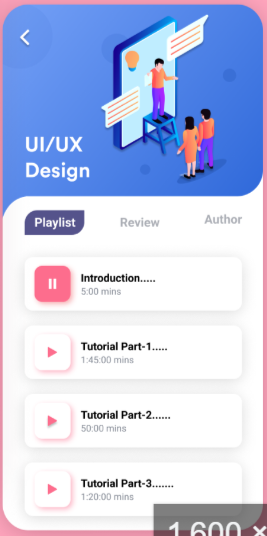 UI/UX
Design
Playlist
Review
Author
Introduction.....
5:00 mins
Tutorial Part-1.....
1:45:00 mins
Tutorial Part-2......
50:00 mins
Tutorial Part-3.......
1:20:00 mins
1,600 ×